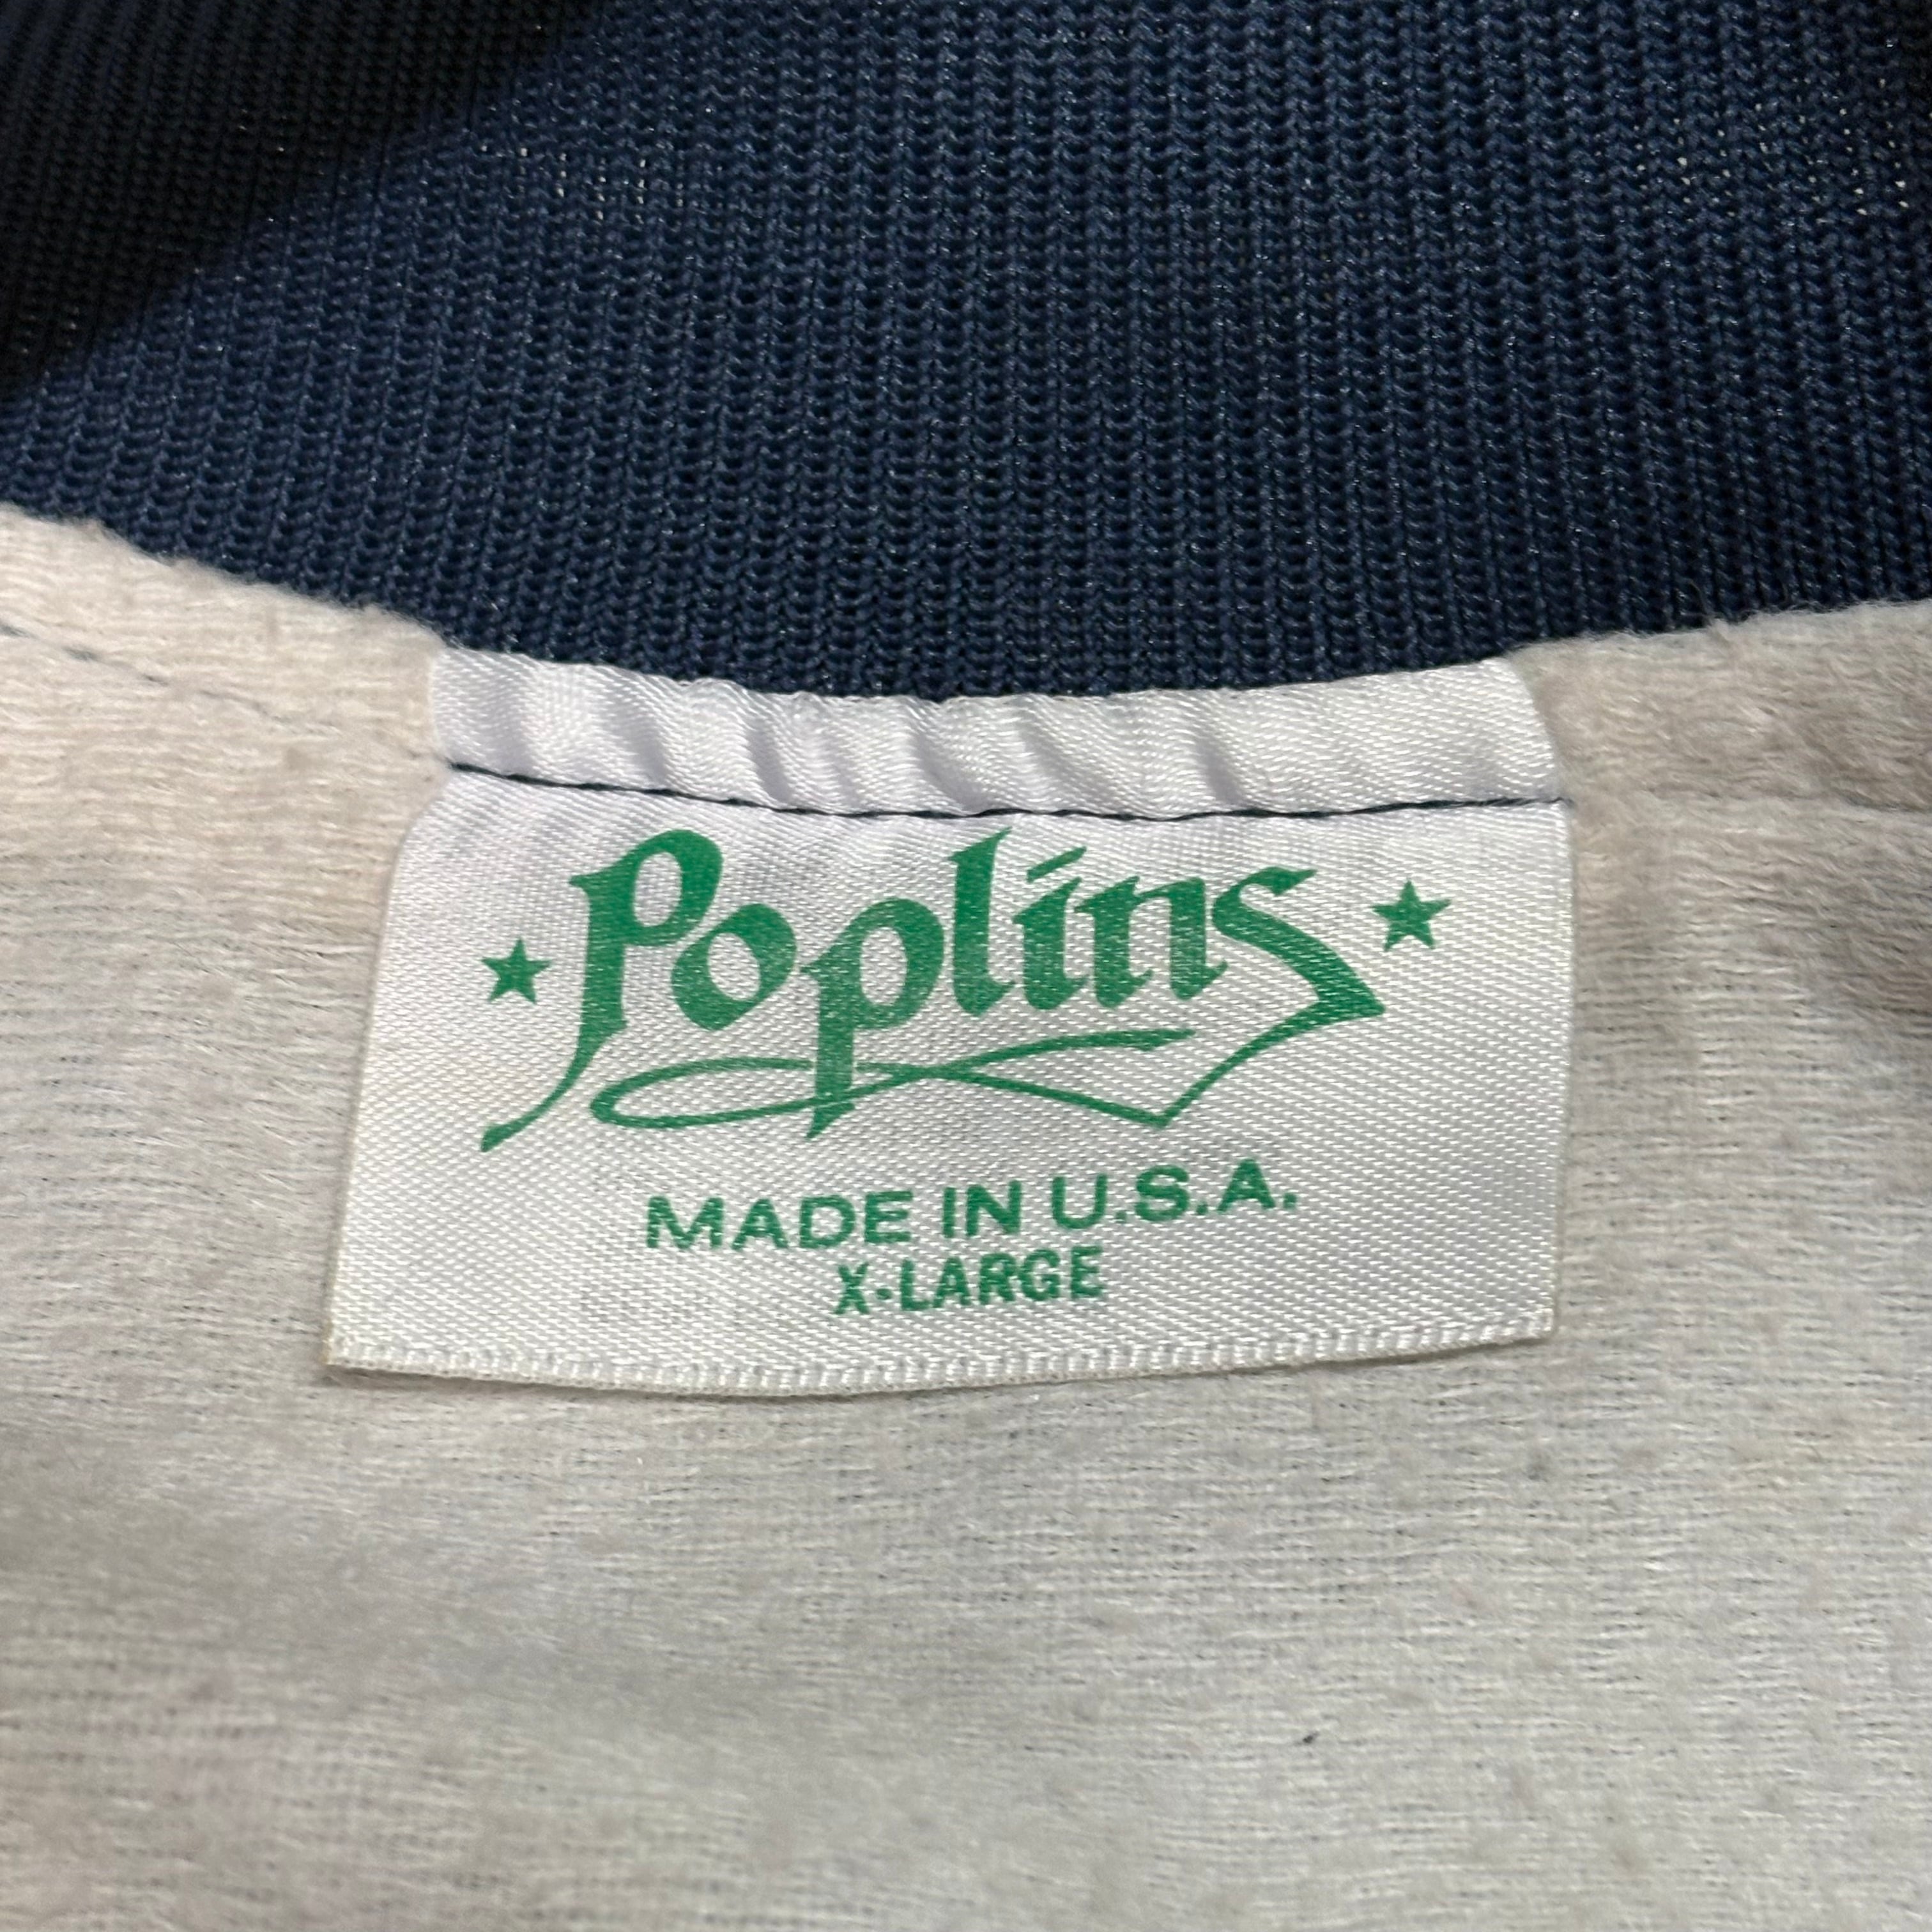 Poplins
MADE IN U.S.A.
X-LARGE